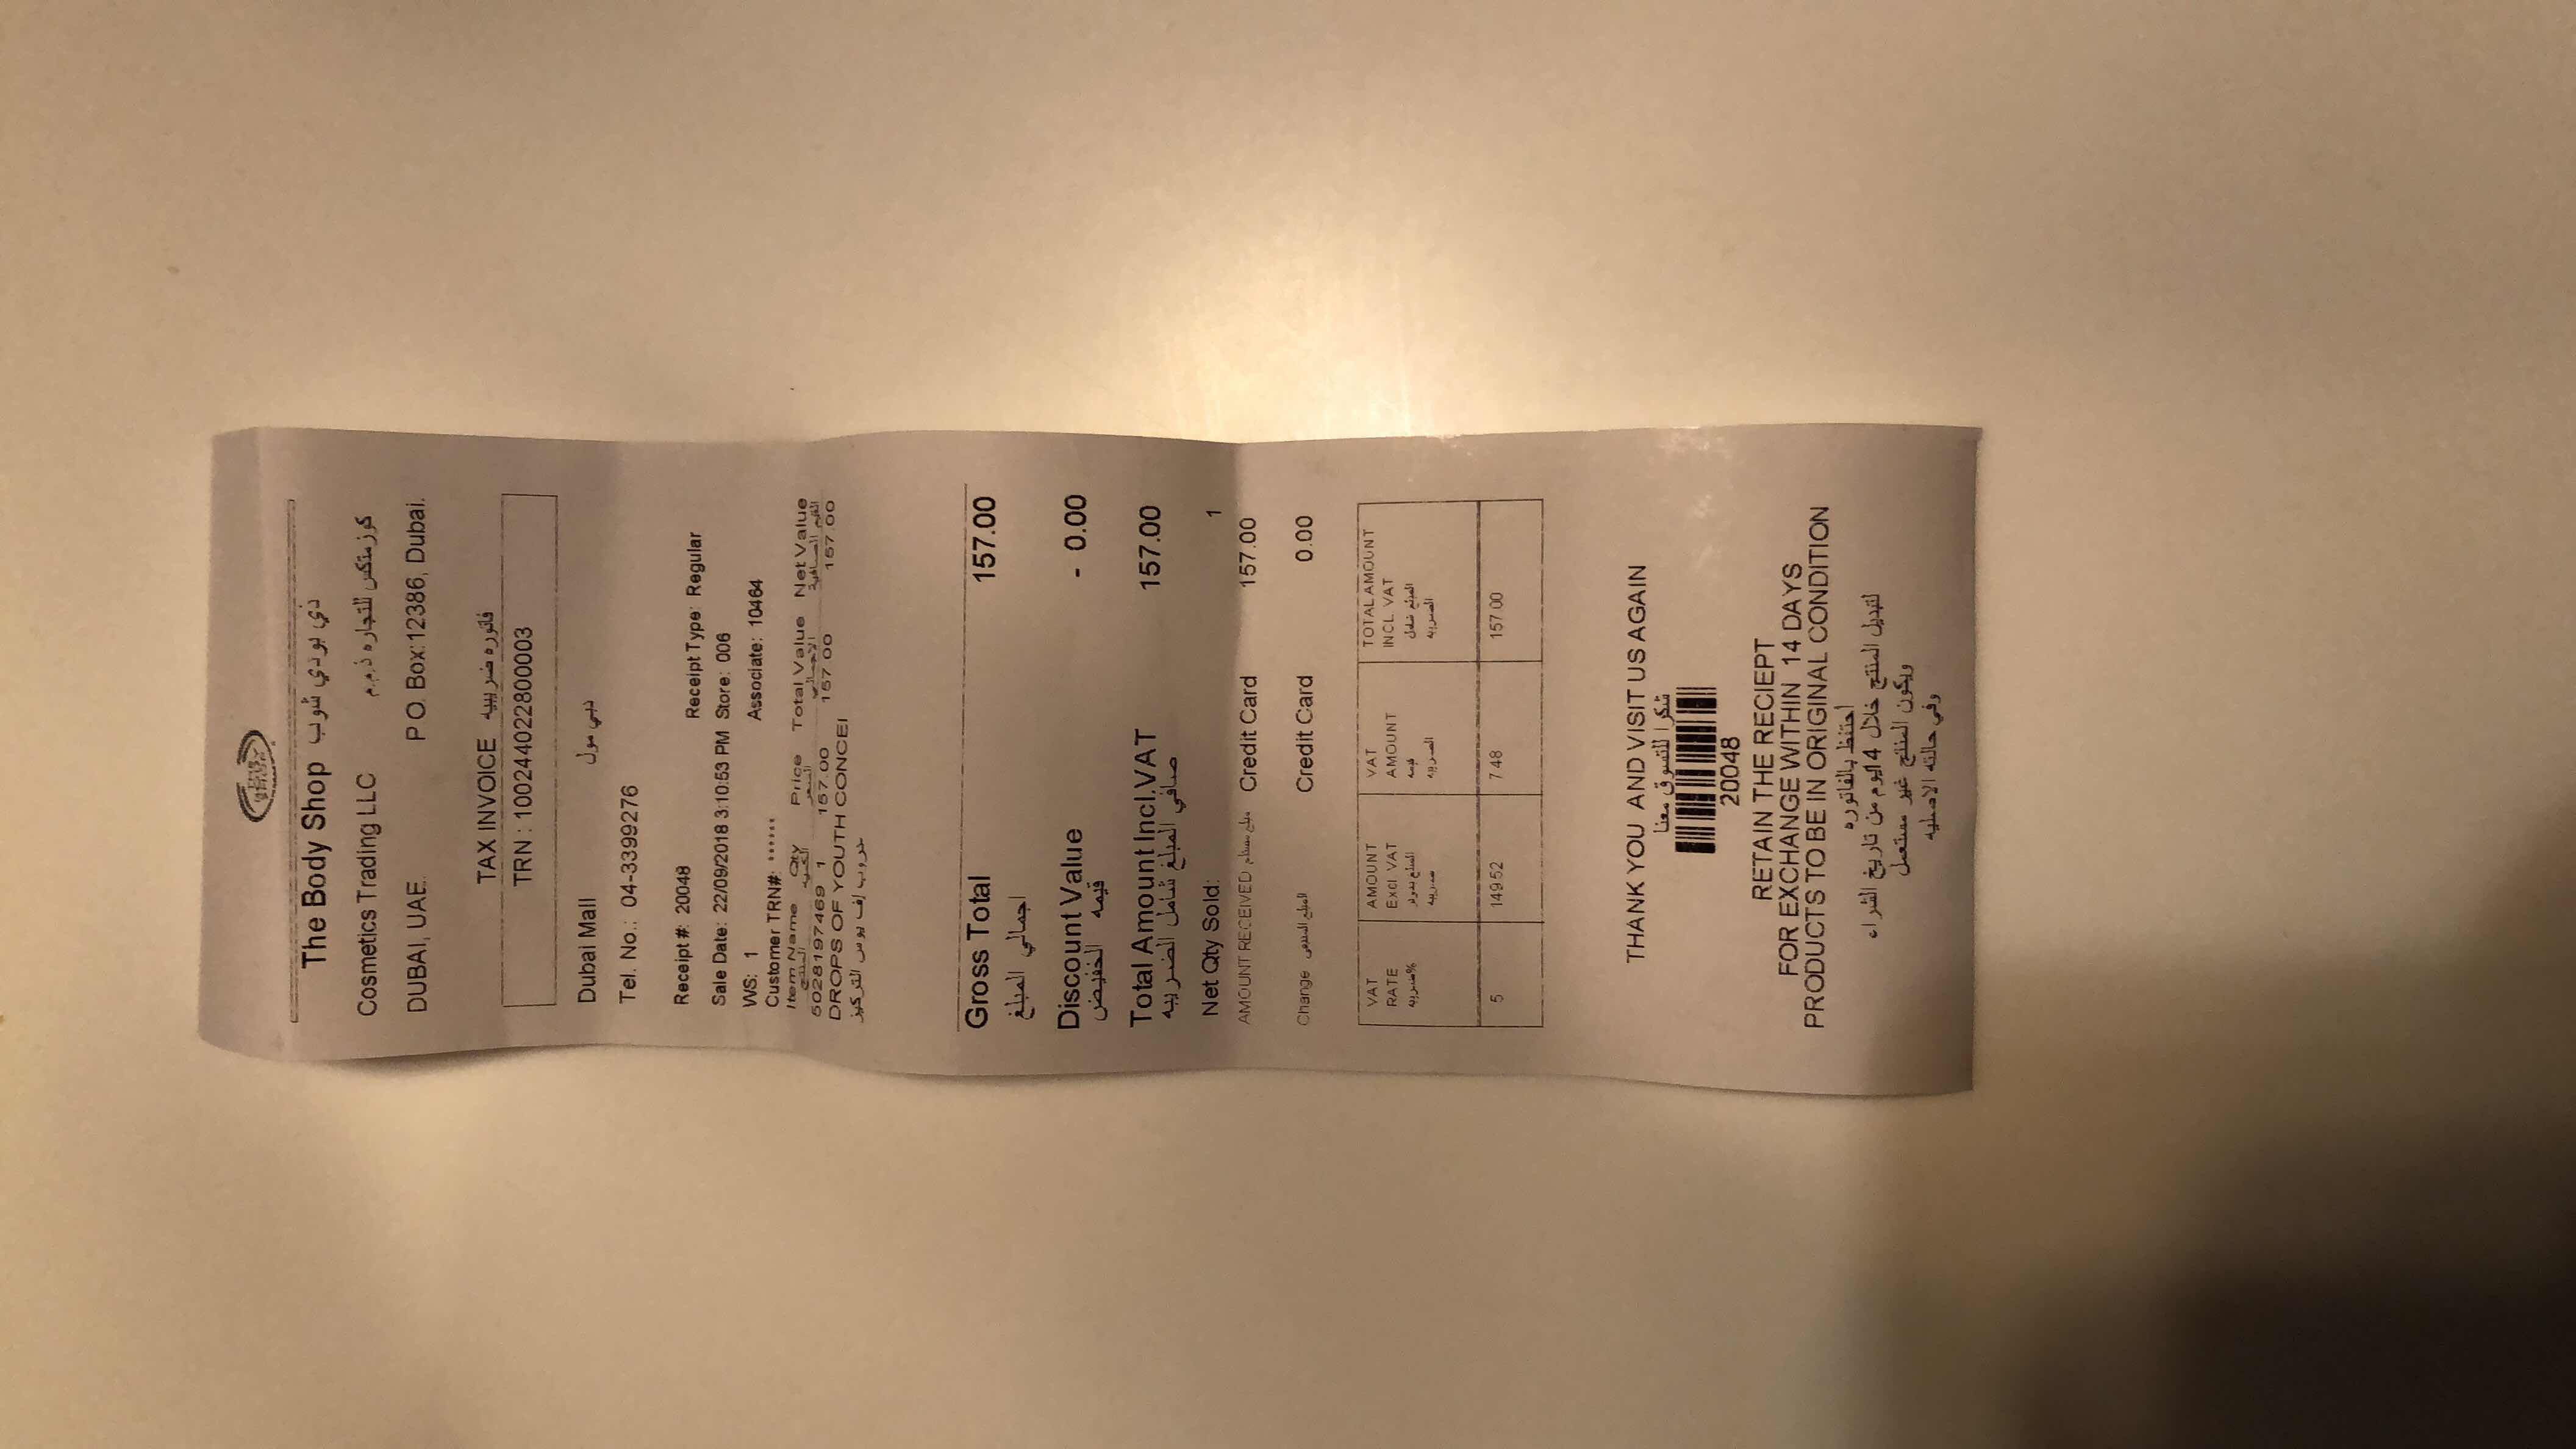 THE BODY SHOP
The Body Shop ذي بودي شوب
Cosmetics Trading LLC كوزمتكس للتجاره ذ.م.م
DUBAI, UAE. P.O. Box:12386, Dubai.
TAX INVOICE فاتوره ضريبيه
TRN : 100244022800003
Dubai Mall دبي مول
Tel. No.: 04-3399276
Receipt #: 20048 Receipt Type: Regular
Sale Date: 22/09/2018 3:10:53 PM Store: 006
WS: 1 Associate: 10464
Customer TRN#: ******
Item Name Qty Price Total Value Net Value
المنتج الكميه السعر الاجمالي القيم الصافية
5028197469 1 157.00 157.00 157.00
DROPS OF YOUTH CONCEI
دروب إف يوس التركيز
Gross Total 157.00
اجمالي المبلغ
Discount Value - 0.00
قيمه الخفيض
Total Amount Incl.VAT 157.00
صافي المبلغ شامل الضريبه
Net Qty Sold: 1
AMOUNT RECEIVED مبلغ مستلم Credit Card 157.00
Change المبلغ Credit Card 0.00
VAT AMOUNT VAT TOTAL AMOUNT
RATE Excl. VAT AMOUNT INCL. VAT
%ضريبه المبلغ بدون قيمه المبلغ شامل
ضريبه الضريبه الضريبه
5 149.52 7.48 157.00
THANK YOU AND VISIT US AGAIN
شكرا للتسوق معنا
20048
RETAIN THE RECIEPT
FOR EXCHANGE WITHIN 14 DAYS
PRODUCTS TO BE IN ORIGINAL CONDITION
أحتفظ بالفاتوره
لتبديل المنتج خلال 14يوم من تاريخ الشراء
ويكون المنتج غير مستعمل
وفي حالته الاصليه